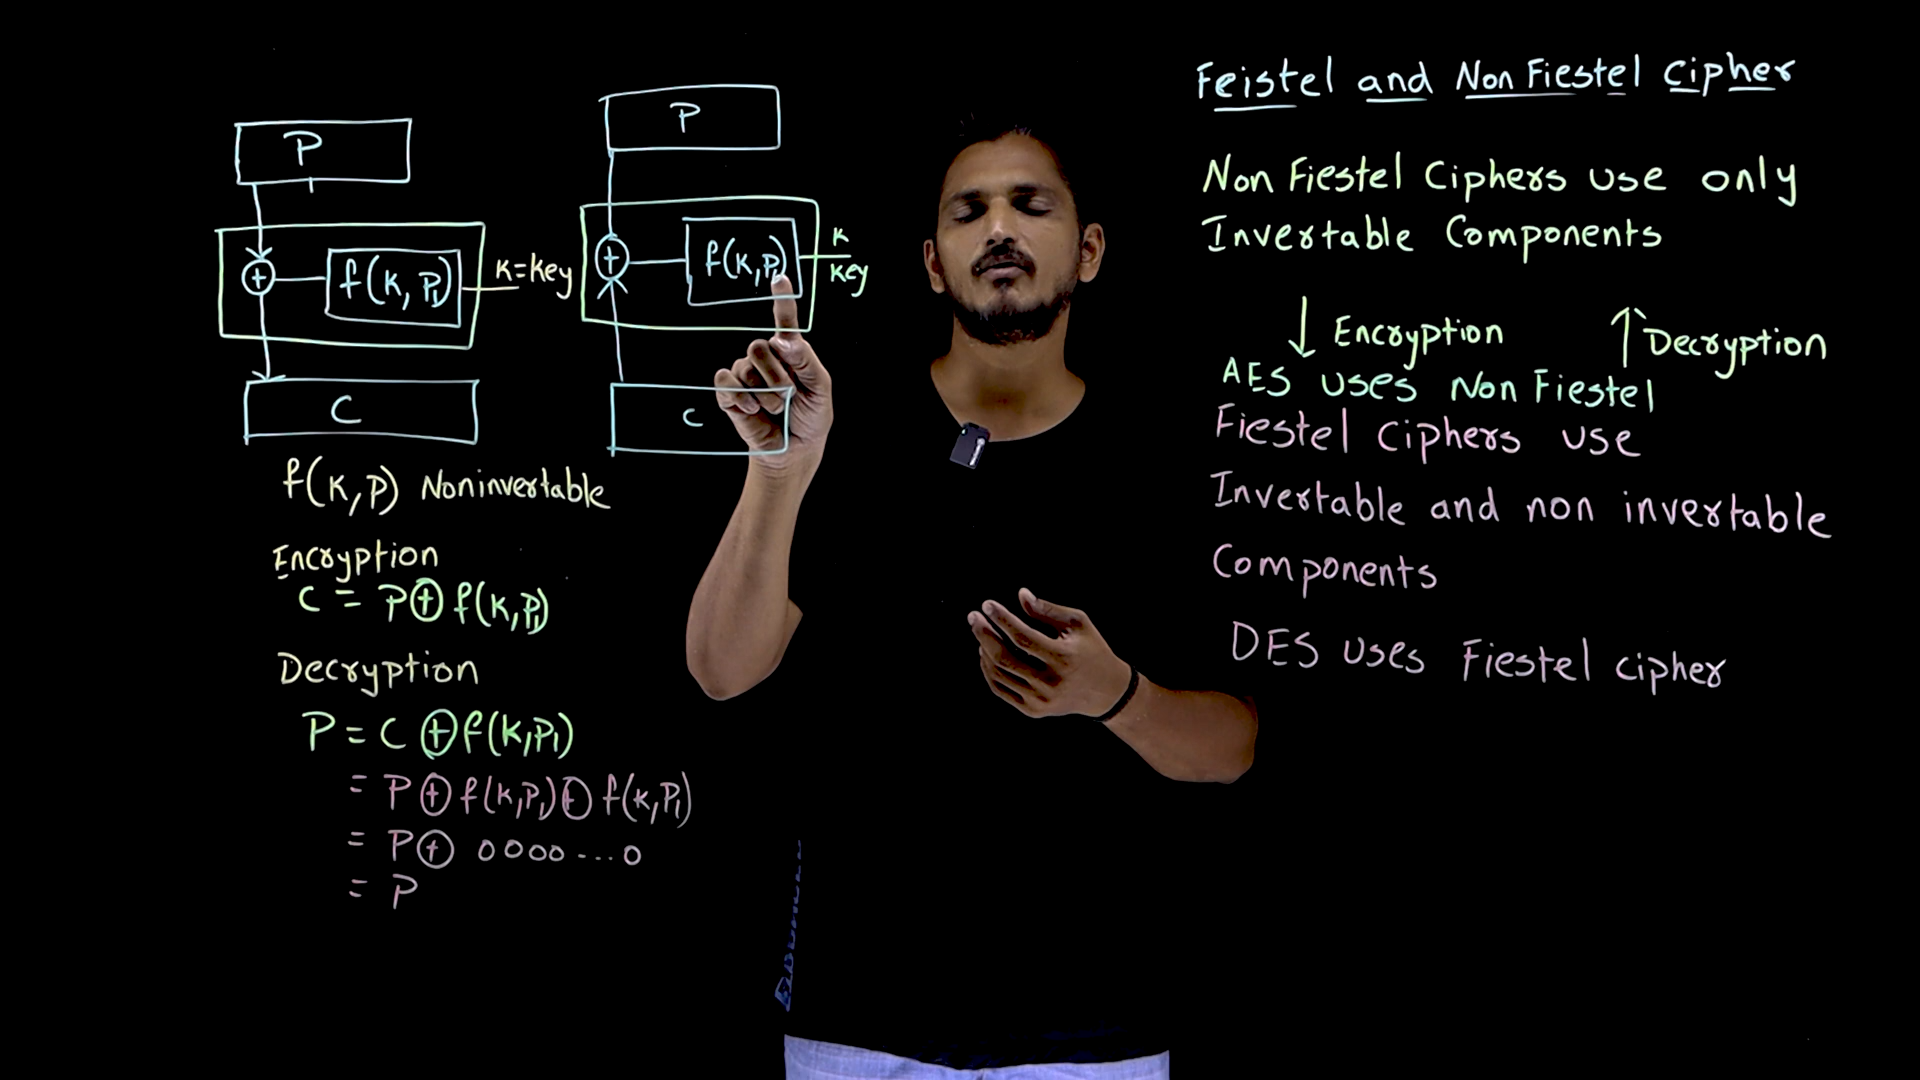 P
f(K, P1)
K=Key
C
f(K,P) Noninvertable
Encryption
C = P⊕f(K,P1)
Decryption
P = C ⊕f(K,P1)
= P⊕f(K,P1)⊕f(K,P1)
= P⊕ 0000...0
= P
P
f(K,P1)
K
Key
C
Feistel and Non Fiestel Cipher
Non Fiestel Ciphers use only
Invertable Components
↓ Encryption ↑ Decryption
AES uses Non Fiestel
Fiestel Ciphers use
Invertable and non invertable
Components
DES uses Fiestel cipher